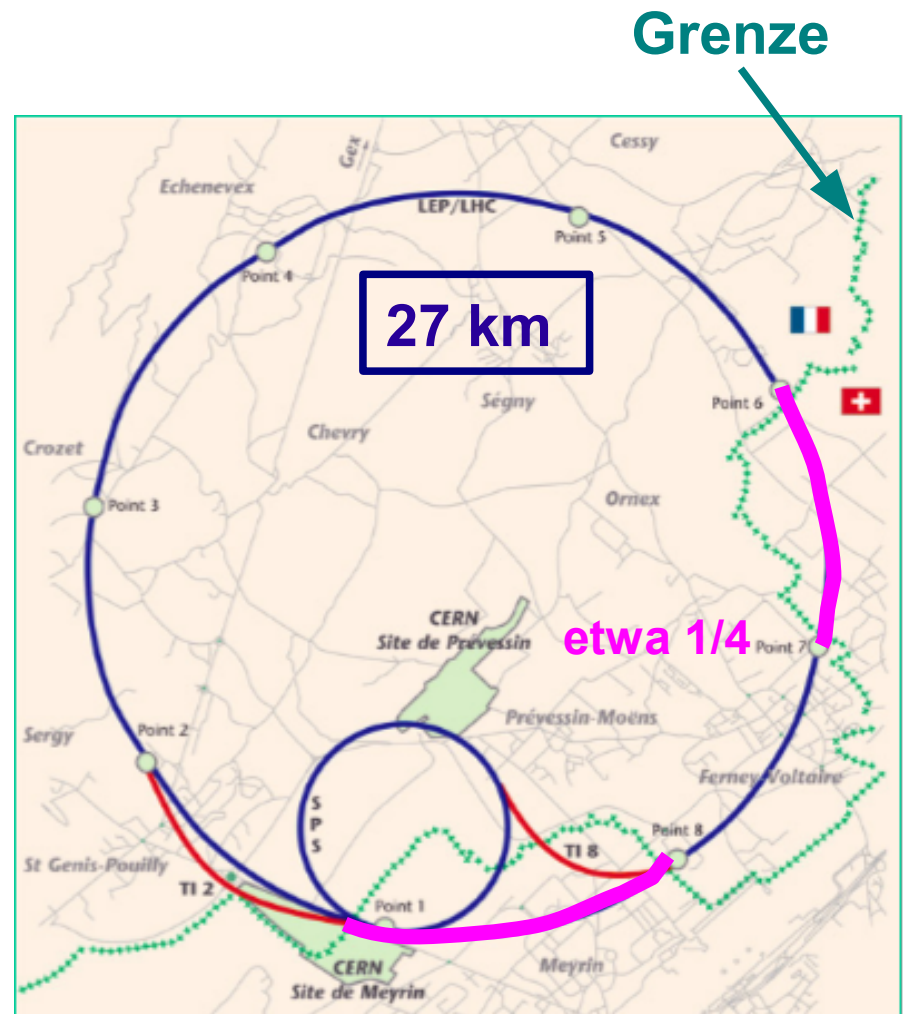 Grenze
Cessy
Gex
Echenevex
LEP/LHC
Point 5
Point 4
27 km
Point 6
Ségny
Chevry
Crozet
Point 3
Ornex
CERN
Site de Prévessin
etwa 1/4
Point 7
Prévessin-Moëns
Point 2
Sergy
Ferney-Voltaire
SPS
Point 8
TI 8
St Genis-Pouilly
TI 2
Point 1
CERN
Site de Meyrin
Meyrin